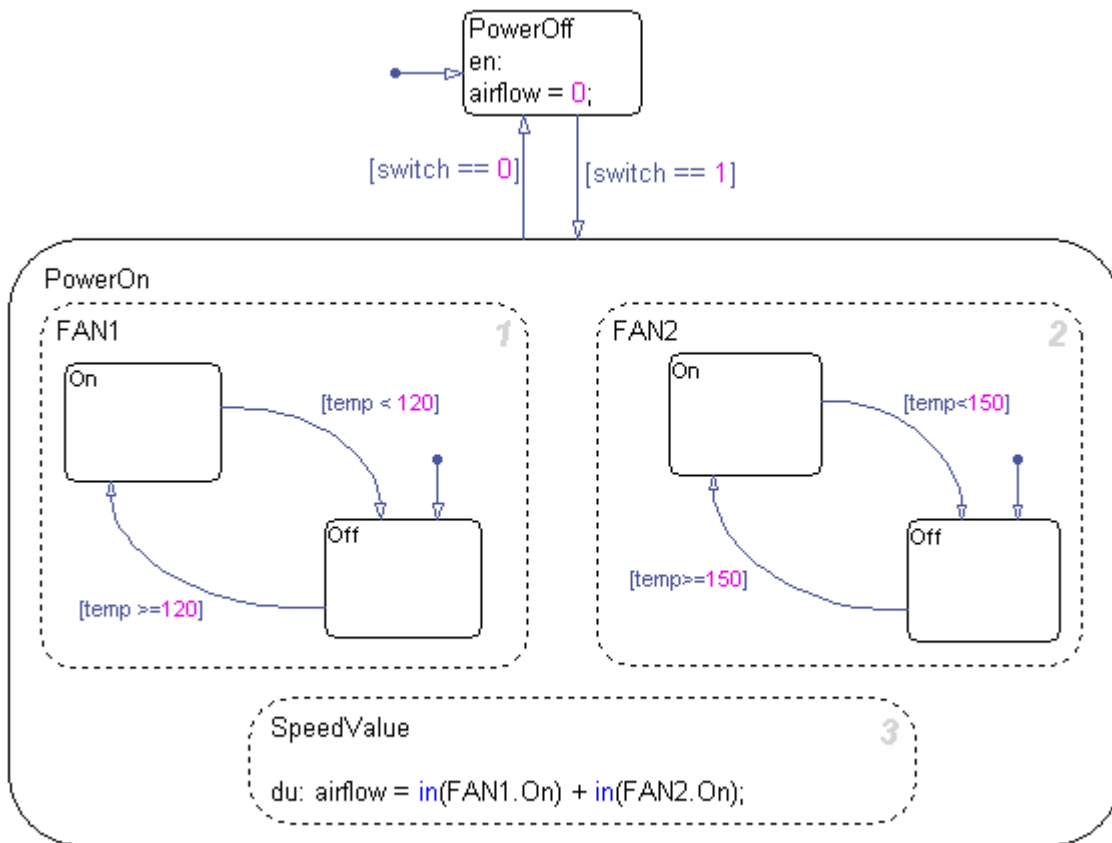 PowerOff
en:
airflow = 0;
[switch == 0]
[switch == 1]
PowerOn
FAN1
1
On
[temp < 120]
Off
[temp >=120]
FAN2
2
On
[temp<150]
Off
[temp>=150]
SpeedValue
3
du: airflow = in(FAN1.On) + in(FAN2.On);